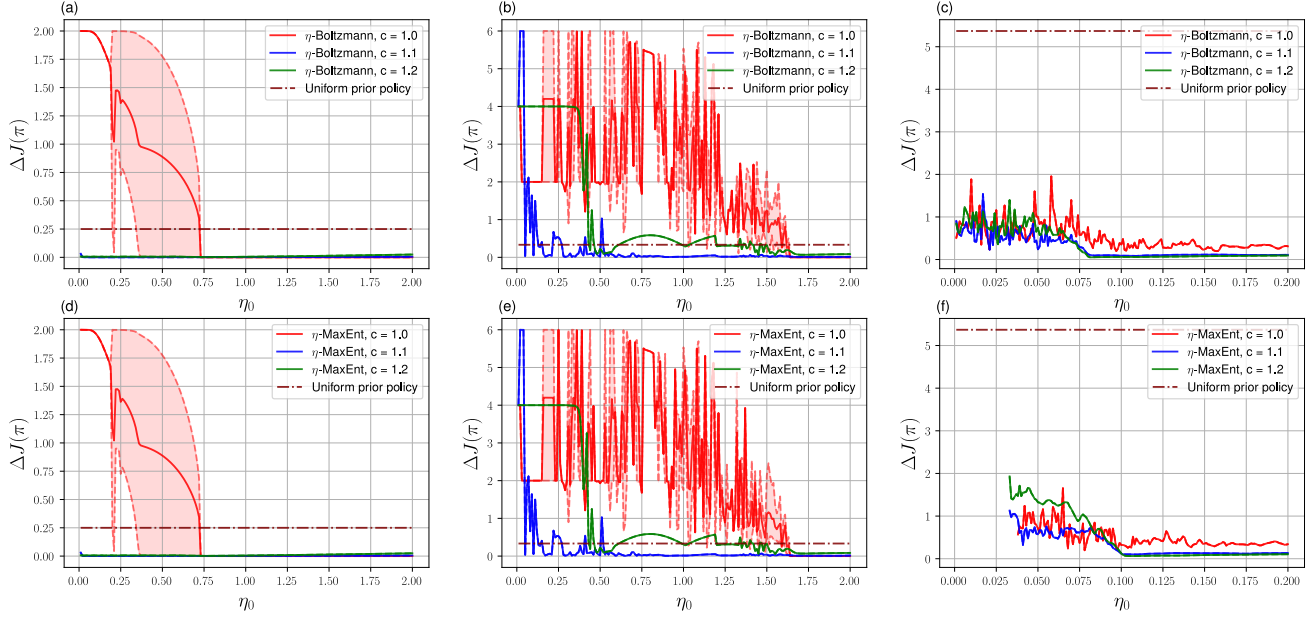 (a)
2.00
1.75
1.50
1.25
1.00
0.75
0.50
0.25
0.00
ΔJ(π)
η-Boltzmann, c = 1.0
η-Boltzmann, c = 1.1
η-Boltzmann, c = 1.2
Uniform prior policy
0.00 0.25 0.50 0.75 1.00 1.25 1.50 1.75 2.00
η₀
(b)
6
5
4
3
2
1
0
ΔJ(π)
η-Boltzmann, c = 1.0
η-Boltzmann, c = 1.1
η-Boltzmann, c = 1.2
Uniform prior policy
0.00 0.25 0.50 0.75 1.00 1.25 1.50 1.75 2.00
η₀
(c)
5
4
3
2
1
0
ΔJ(π)
η-Boltzmann, c = 1.0
η-Boltzmann, c = 1.1
η-Boltzmann, c = 1.2
Uniform prior policy
0.000 0.025 0.050 0.075 0.100 0.125 0.150 0.175 0.200
η₀
(d)
2.00
1.75
1.50
1.25
1.00
0.75
0.50
0.25
0.00
ΔJ(π)
η-MaxEnt, c = 1.0
η-MaxEnt, c = 1.1
η-MaxEnt, c = 1.2
Uniform prior policy
0.00 0.25 0.50 0.75 1.00 1.25 1.50 1.75 2.00
η₀
(e)
6
5
4
3
2
1
0
ΔJ(π)
η-MaxEnt, c = 1.0
η-MaxEnt, c = 1.1
η-MaxEnt, c = 1.2
Uniform prior policy
0.00 0.25 0.50 0.75 1.00 1.25 1.50 1.75 2.00
η₀
(f)
5
4
3
2
1
0
ΔJ(π)
η-MaxEnt, c = 1.0
η-MaxEnt, c = 1.1
η-MaxEnt, c = 1.2
Uniform prior policy
0.000 0.025 0.050 0.075 0.100 0.125 0.150 0.175 0.200
η₀